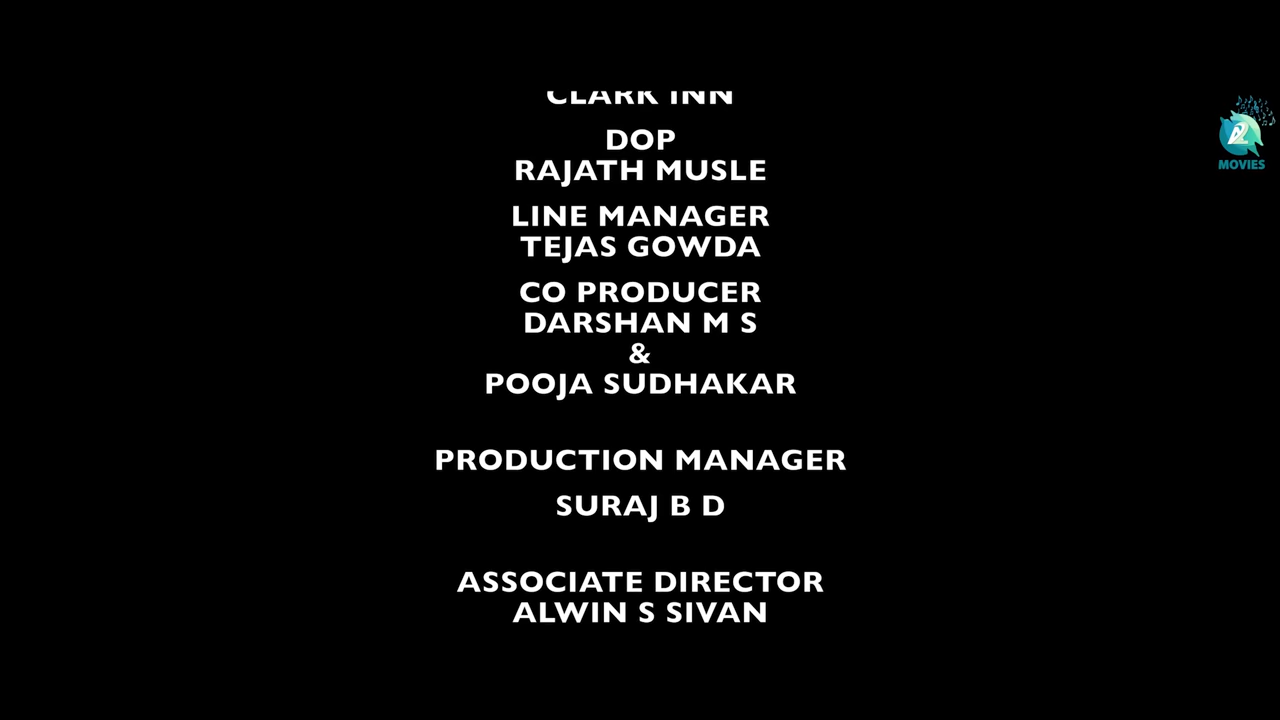 CLARK INN
DOP
RAJATH MUSLE
LINE MANAGER
TEJAS GOWDA
CO PRODUCER
DARSHAN M S
&
POOJA SUDHAKAR
PRODUCTION MANAGER
SURAJ B D
ASSOCIATE DIRECTOR
ALWIN S SIVAN
A2
MOVIES